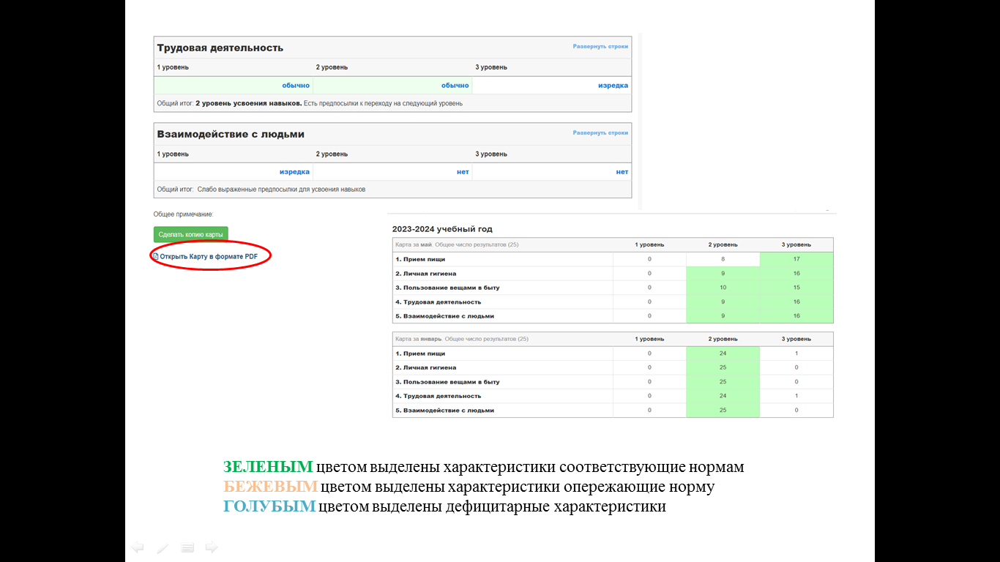 Трудовая деятельность Развернуть строки
1 уровень 2 уровень 3 уровень
обычно обычно изредка
Общий итог: 2 уровень усвоения навыков. Есть предпосылки к переходу на следующий уровень
Взаимодействие с людьми Развернуть строки
1 уровень 2 уровень 3 уровень
изредка нет нет
Общий итог: Слабо выраженные предпосылки для усвоения навыков
Общее примечание:
Сделать копию карты
Открыть Карту в формате PDF
2023-2024 учебный год
Карта за май. Общее число результатов (25) 1 уровень 2 уровень 3 уровень
1. Прием пищи 0 8 17
2. Личная гигиена 0 9 16
3. Пользование вещами в быту 0 10 15
4. Трудовая деятельность 0 9 16
5. Взаимодействие с людьми 0 9 16
Карта за январь. Общее число результатов (25) 1 уровень 2 уровень 3 уровень
1. Прием пищи 0 24 1
2. Личная гигиена 0 25 0
3. Пользование вещами в быту 0 25 0
4. Трудовая деятельность 0 24 1
5. Взаимодействие с людьми 0 25 0
ЗЕЛЕНЫМ цветом выделены характеристики соответствующие нормам
БЕЖЕВЫМ цветом выделены характеристики опережающие норму
ГОЛУБЫМ цветом выделены дефицитарные характеристики